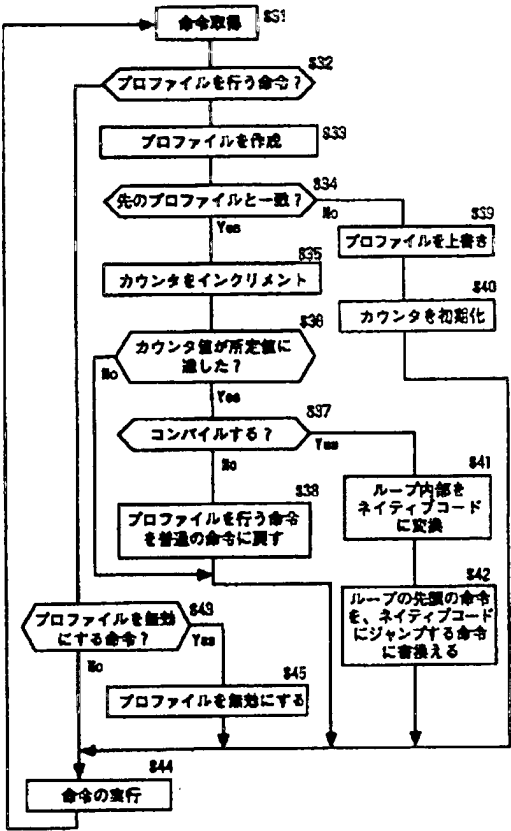 命令取得
S31
プロファイルを行う命令？
S32
プロファイルを作成
S33
先のプロファイルと一致？
S34
No
Yes
カウンタをインクリメント
S35
プロファイルを上書き
S39
カウンタを初期化
S40
カウンタ値が所定値に
達した？
S36
No
Yes
コンパイルする？
S37
Yes
No
プロファイルを行う命令
を普通の命令に戻す
S38
ループ内部を
ネイティブコード
に変換
S41
ループの先頭の命令
を、ネイティブコード
にジャンプする命令
に書換える
S42
プロファイルを無効
にする命令？
S43
Yes
No
プロファイルを無効にする
S45
命令の実行
S44